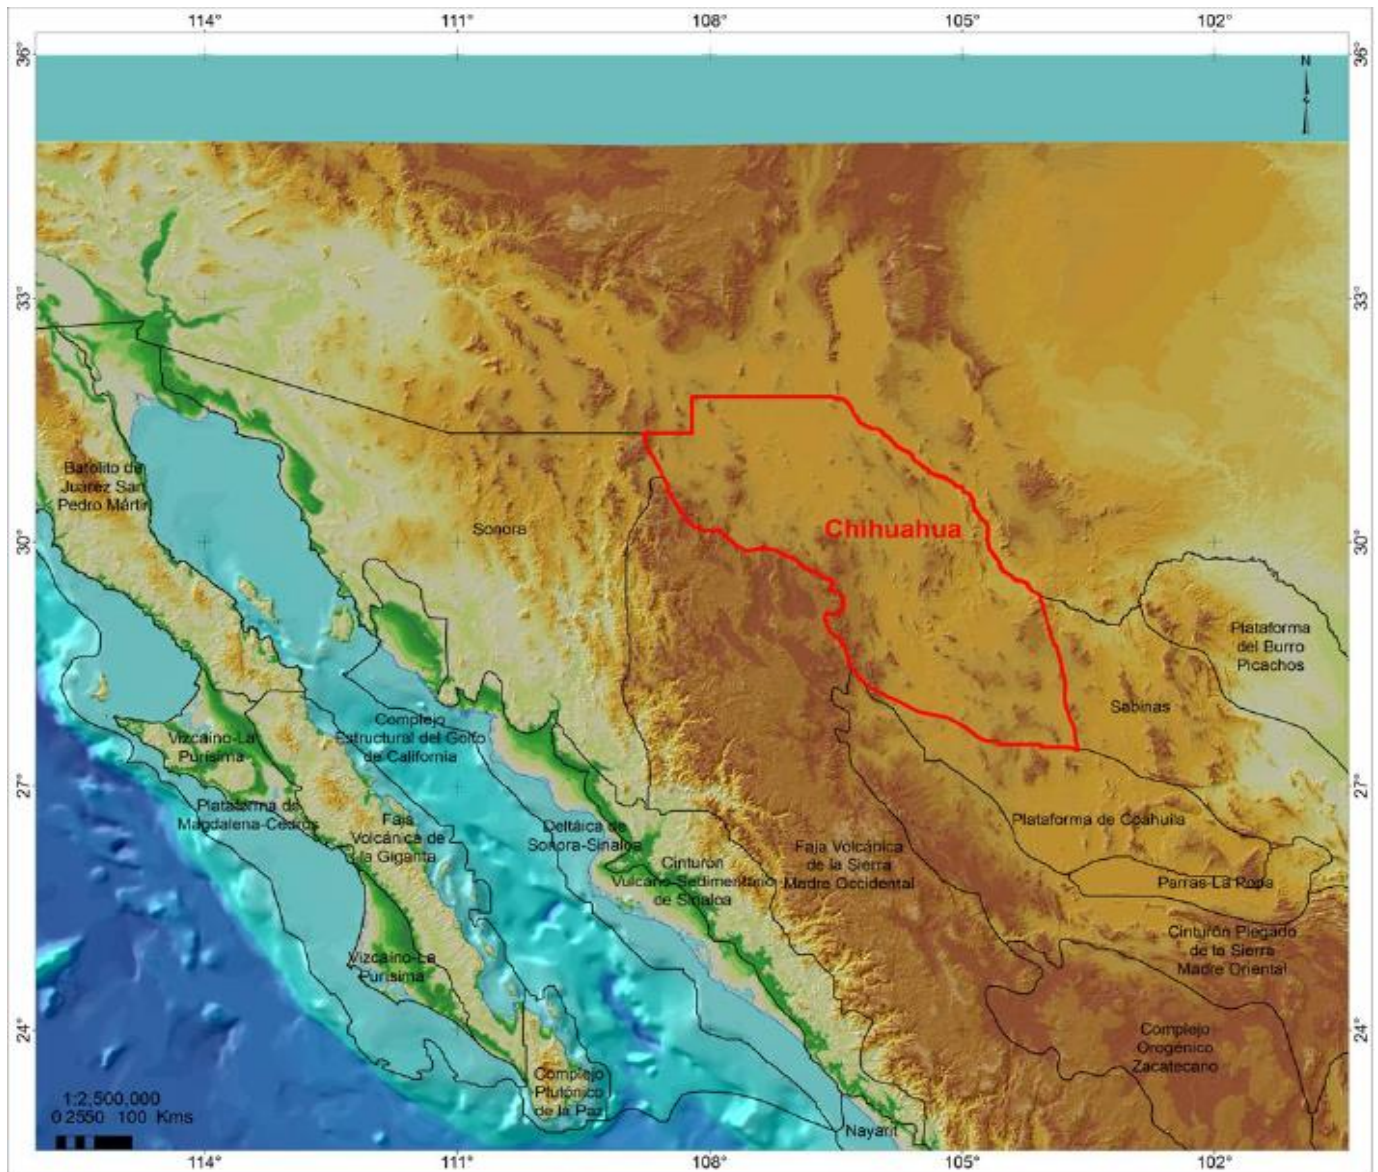 114°
111°
108°
105°
102°
36°
36°
N
33°
33°
Batolito de
Juárez San
Pedro Mártir
Sonora
Chihuahua
30°
30°
Plataforma
del Burro
Picachos
Sabinas
Complejo
Estructural del Golfo
de California
Vizcaino-La
Purisima
27°
27°
Plataforma de
Magdalena-Cedros
Faja
Volcánica de
la Giganta
Deltáica de
Sonora-Sinaloa
Cinturón
Vulcano-Sedimentario
de Sinaloa
Faja Volcánica
de la Sierra
Madre Occidental
Plataforma de Coahuila
Parras-La Popa
Cinturón Plegado
de la Sierra
Madre Oriental
Vizcaino-La
Purisima
24°
24°
Complejo
Orogénico
Zacatecano
Complejo
Plutónico
de la Paz
Nayarit
1:2,500,000
0 2550 100 Kms
114°
111°
108°
105°
102°